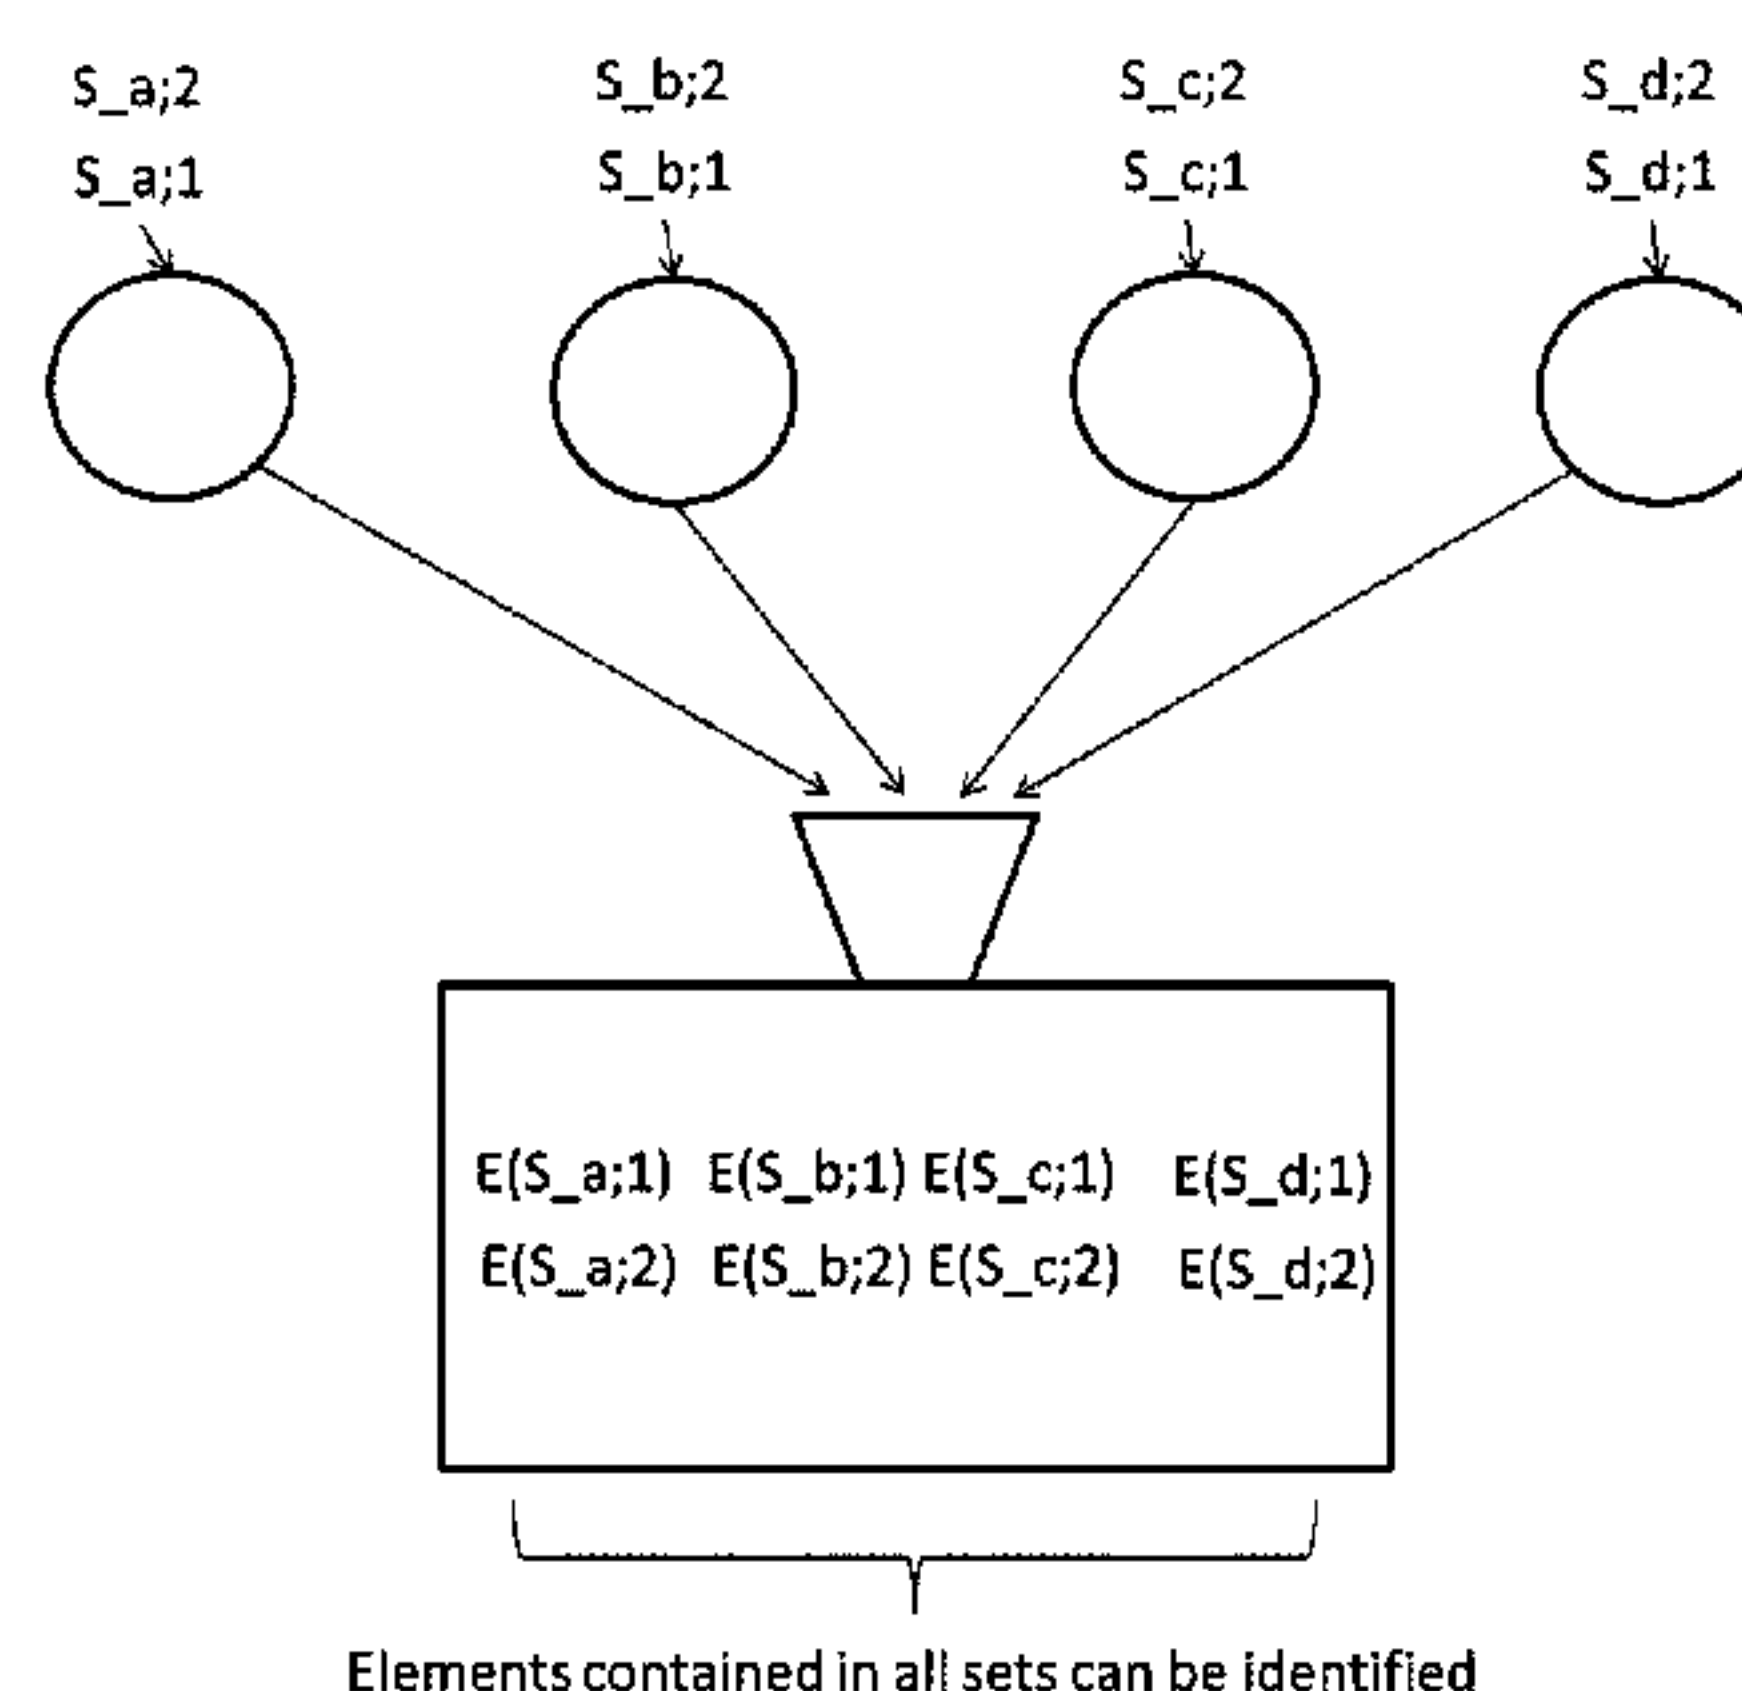 S_a;2 S_b;2 S_c;2 S_d;2
S_a;1 S_b;1 S_c;1 S_d;1
E(S_a;1) E(S_b;1) E(S_c;1) E(S_d;1)
E(S_a;2) E(S_b;2) E(S_c;2) E(S_d;2)
Elements contained in all sets can be identified